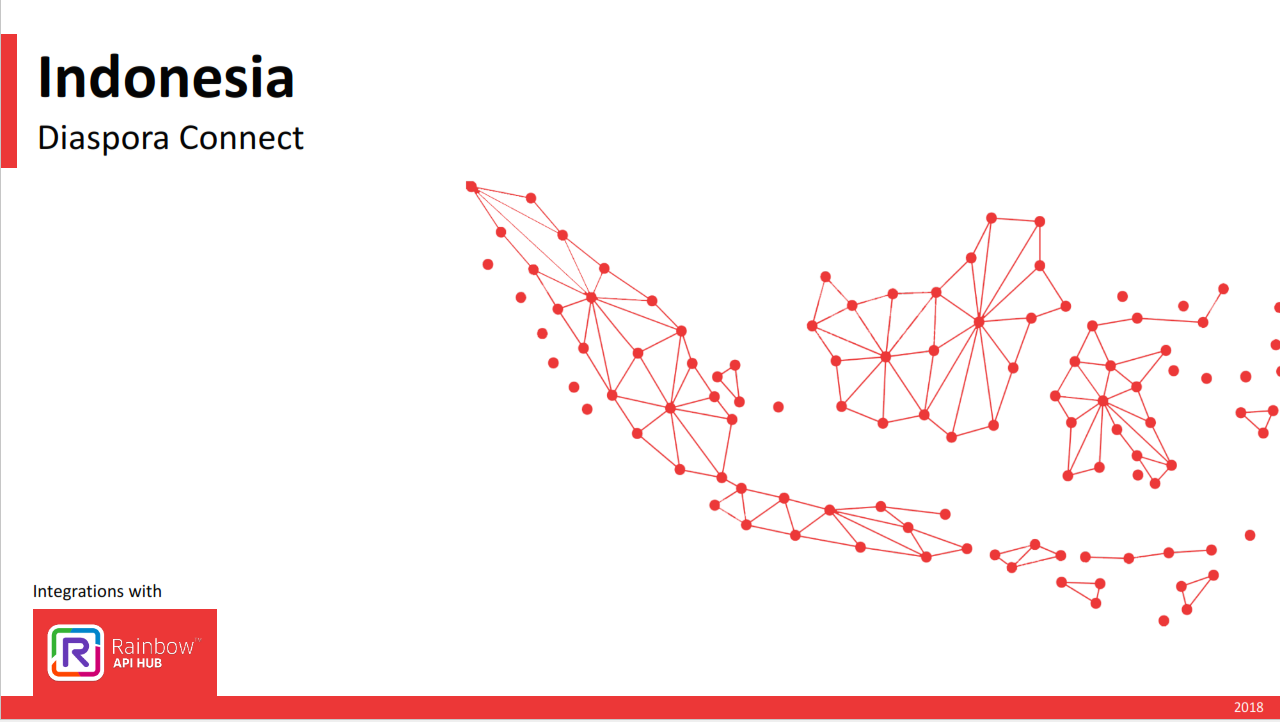 Indonesia
Diaspora Connect
Integrations with
Rainbow™
API HUB
2018